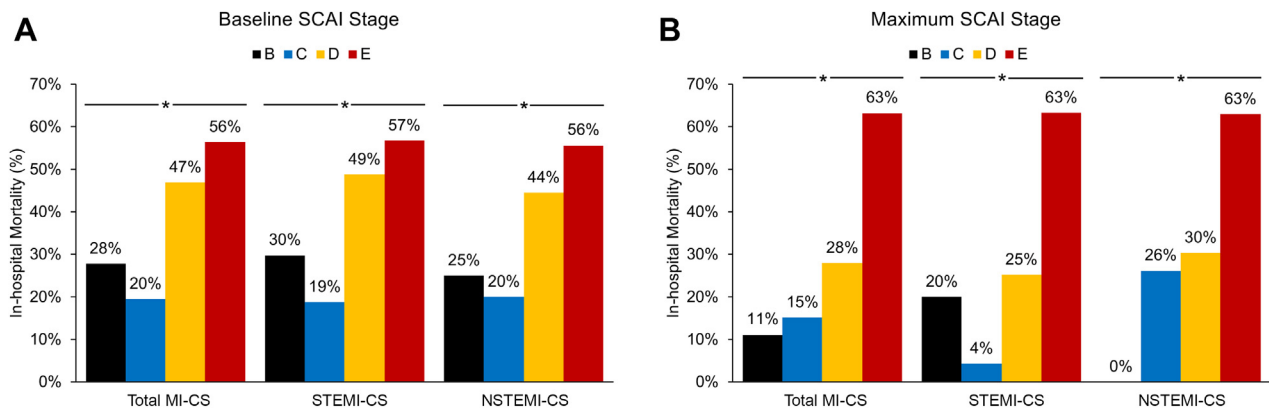 A
Baseline SCAI Stage
B C D E
In-hospital Mortality (%)
70%
60%
50%
40%
30%
20%
10%
0%
* * *
28% 20% 47% 56%
30% 19% 49% 57%
25% 20% 44% 56%
Total MI-CS STEMI-CS NSTEMI-CS
B
Maximum SCAI Stage
B C D E
In-hospital Mortality (%)
70%
60%
50%
40%
30%
20%
10%
0%
* * *
11% 15% 28% 63%
20% 4% 25% 63%
0% 26% 30% 63%
Total MI-CS STEMI-CS NSTEMI-CS